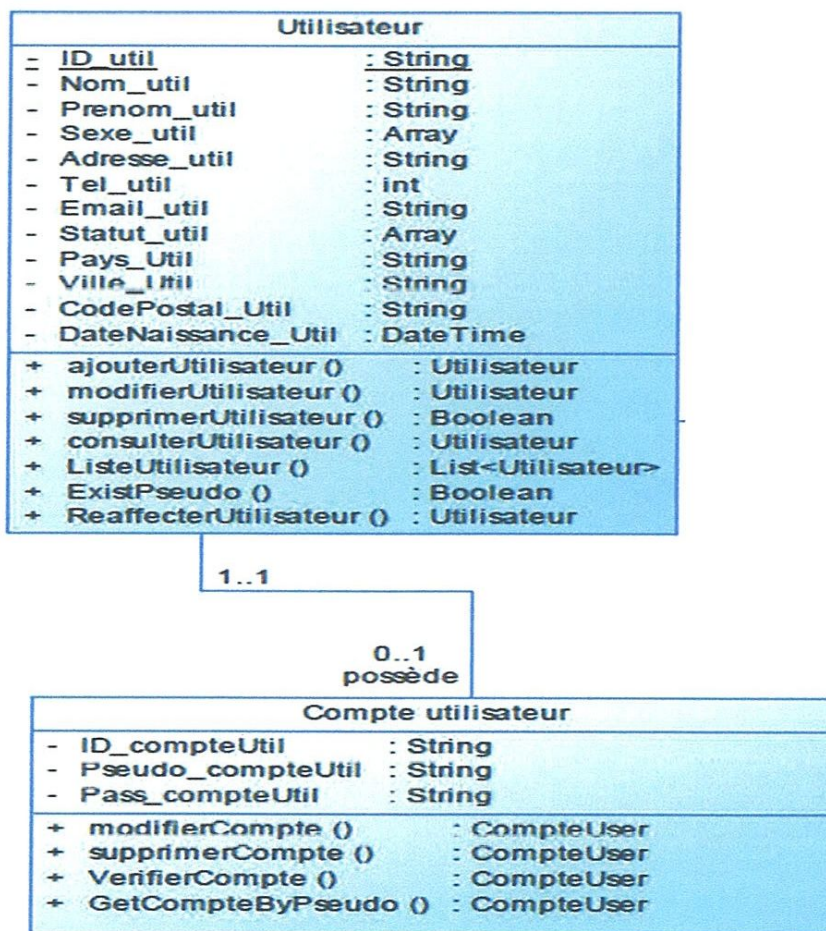 Utilisateur
- ID_util : String
- Nom_util : String
- Prenom_util : String
- Sexe_util : Array
- Adresse_util : String
- Tel_util : int
- Email_util : String
- Statut_util : Array
- Pays_Util : String
- Ville_Util : String
- CodePostal_Util : String
- DateNaissance_Util : DateTime
+ ajouterUtilisateur () : Utilisateur
+ modifierUtilisateur () : Utilisateur
+ supprimerUtilisateur () : Boolean
+ consulterUtilisateur () : Utilisateur
+ ListeUtilisateur () : List<Utilisateur>
+ ExistPseudo () : Boolean
+ ReaffecterUtilisateur () : Utilisateur
1..1
0..1
possède
Compte utilisateur
- ID_compteUtil : String
- Pseudo_compteUtil : String
- Pass_compteUtil : String
+ modifierCompte () : CompteUser
+ supprimerCompte () : CompteUser
+ VerifierCompte () : CompteUser
+ GetCompteByPseudo () : CompteUser